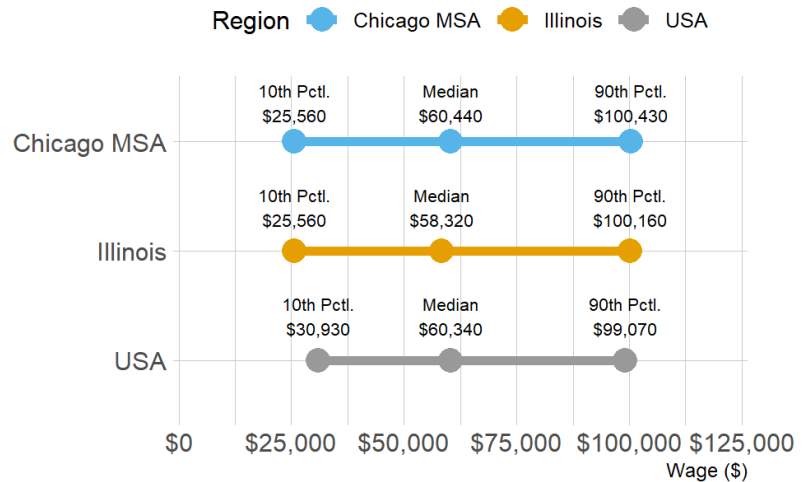 Region Chicago MSA Illinois USA
10th Pctl. Median 90th Pctl.
$25,560 $60,440 $100,430
Chicago MSA
10th Pctl. Median 90th Pctl.
$25,560 $58,320 $100,160
Illinois
10th Pctl. Median 90th Pctl.
$30,930 $60,340 $99,070
USA
$0 $25,000 $50,000 $75,000 $100,000 $125,000
Wage ($)